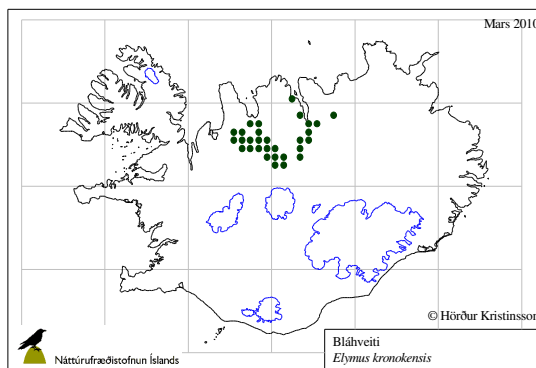 Mars 2010
© Hörður Kristinsson
Náttúrufræðistofnun Íslands
Bláhveiti
Elymus kronokensis